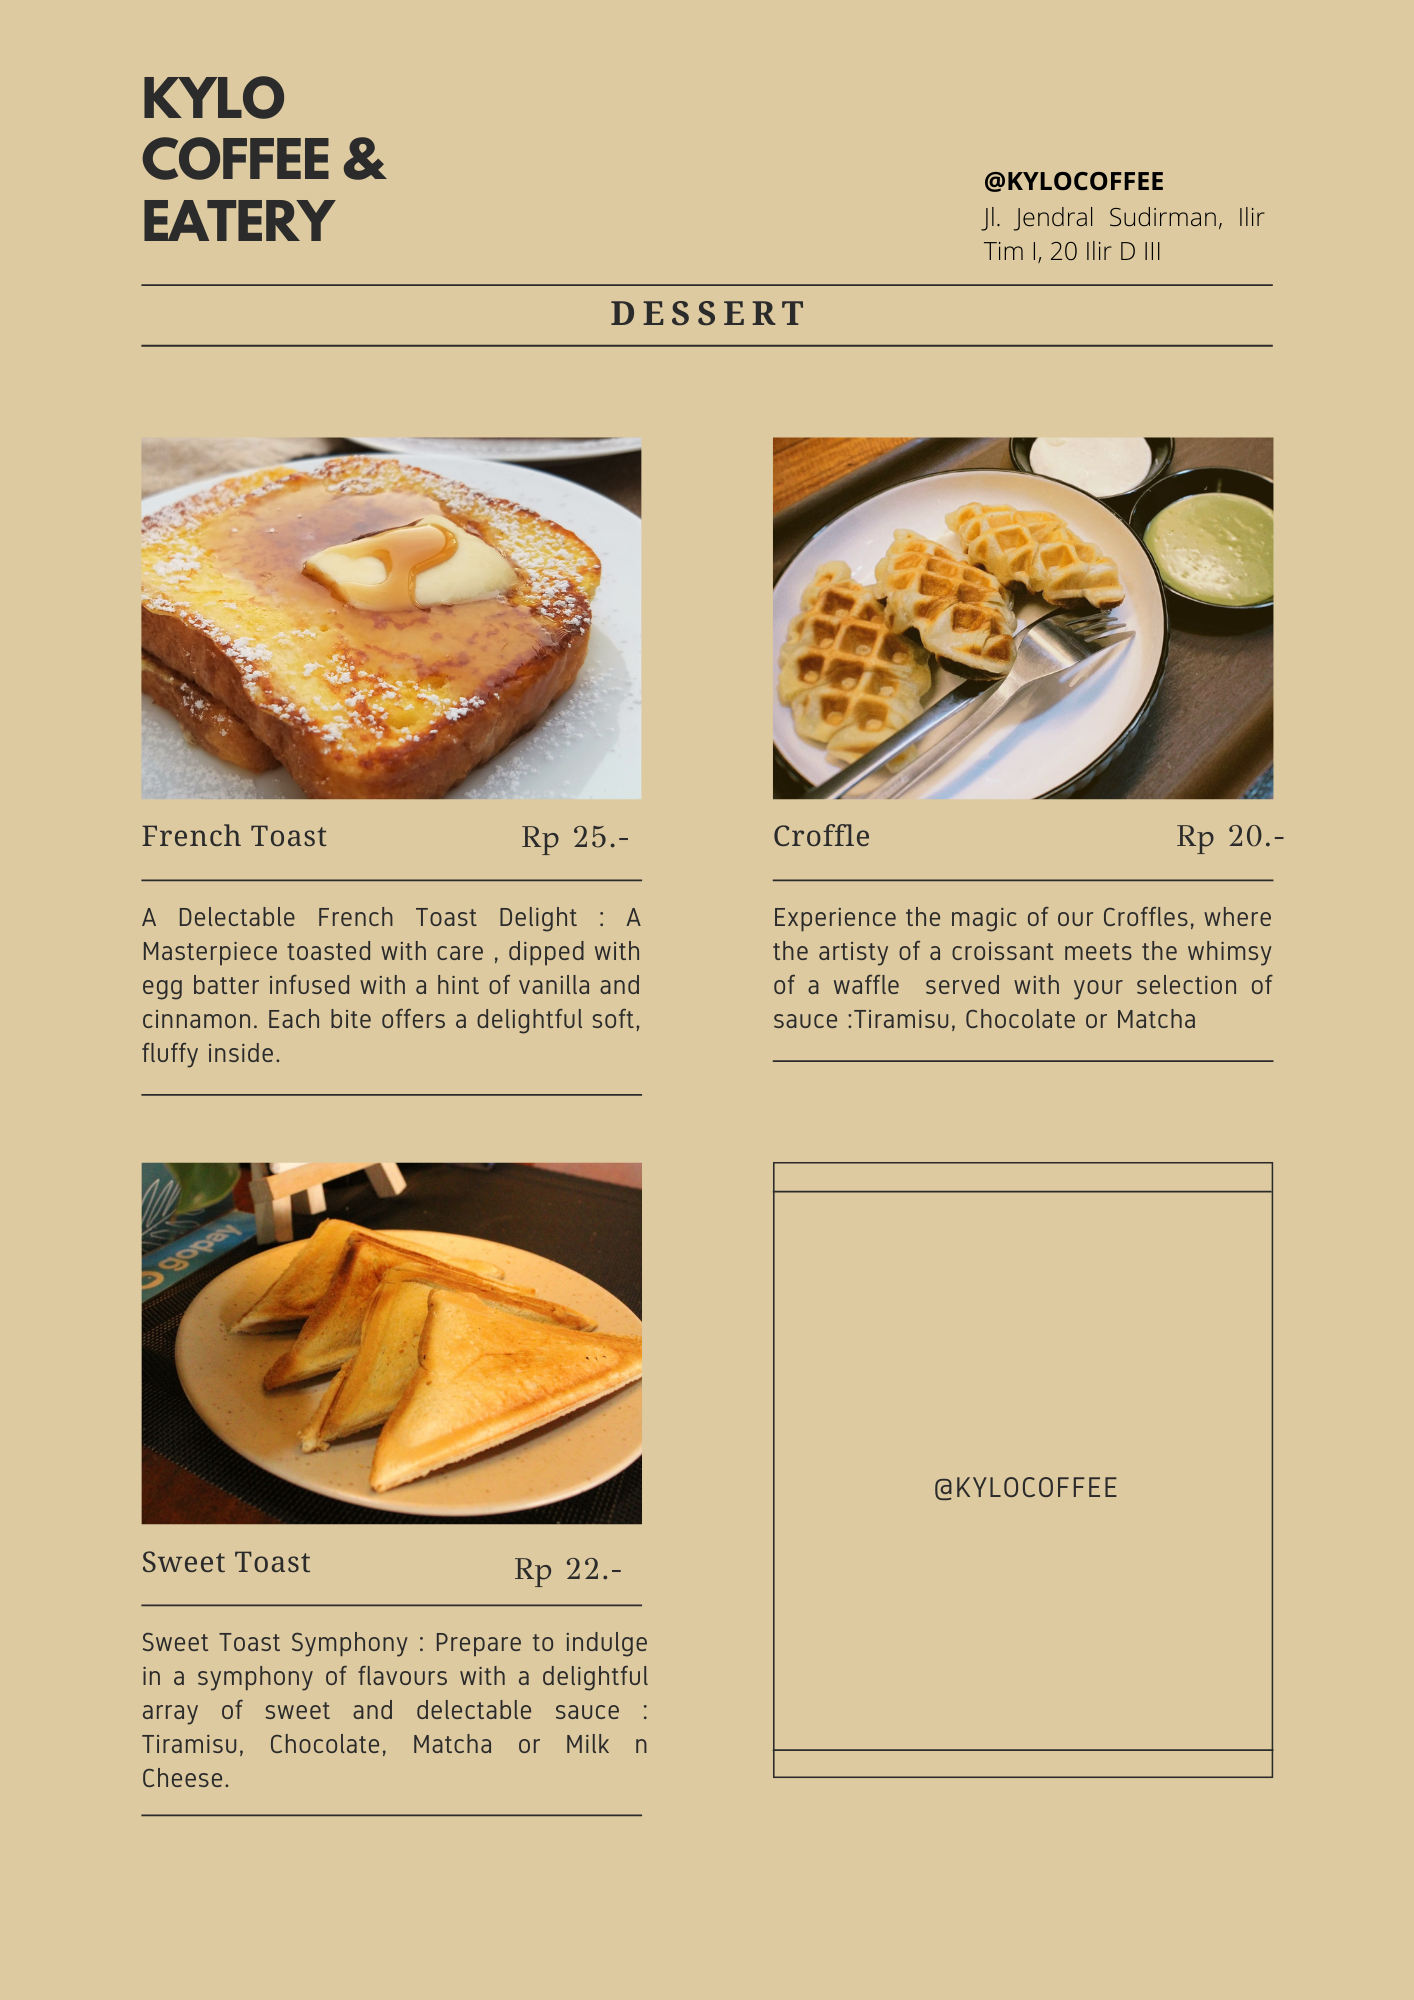 KYLO
COFFEE &
EATERY
@KYLOCOFFEE
Jl. Jendral Sudirman, Ilir
Tim I, 20 Ilir D III
DESSERT
French Toast Rp 25.-
A Delectable French Toast Delight : A
Masterpiece toasted with care , dipped with
egg batter infused with a hint of vanilla and
cinnamon. Each bite offers a delightful soft,
fluffy inside.
Croffle Rp 20.-
Experience the magic of our Croffles, where
the artisty of a croissant meets the whimsy
of a waffle served with your selection of
sauce :Tiramisu, Chocolate or Matcha
gopay
Sweet Toast Rp 22.-
Sweet Toast Symphony : Prepare to indulge
in a symphony of flavours with a delightful
array of sweet and delectable sauce :
Tiramisu, Chocolate, Matcha or Milk n
Cheese.
@KYLOCOFFEE